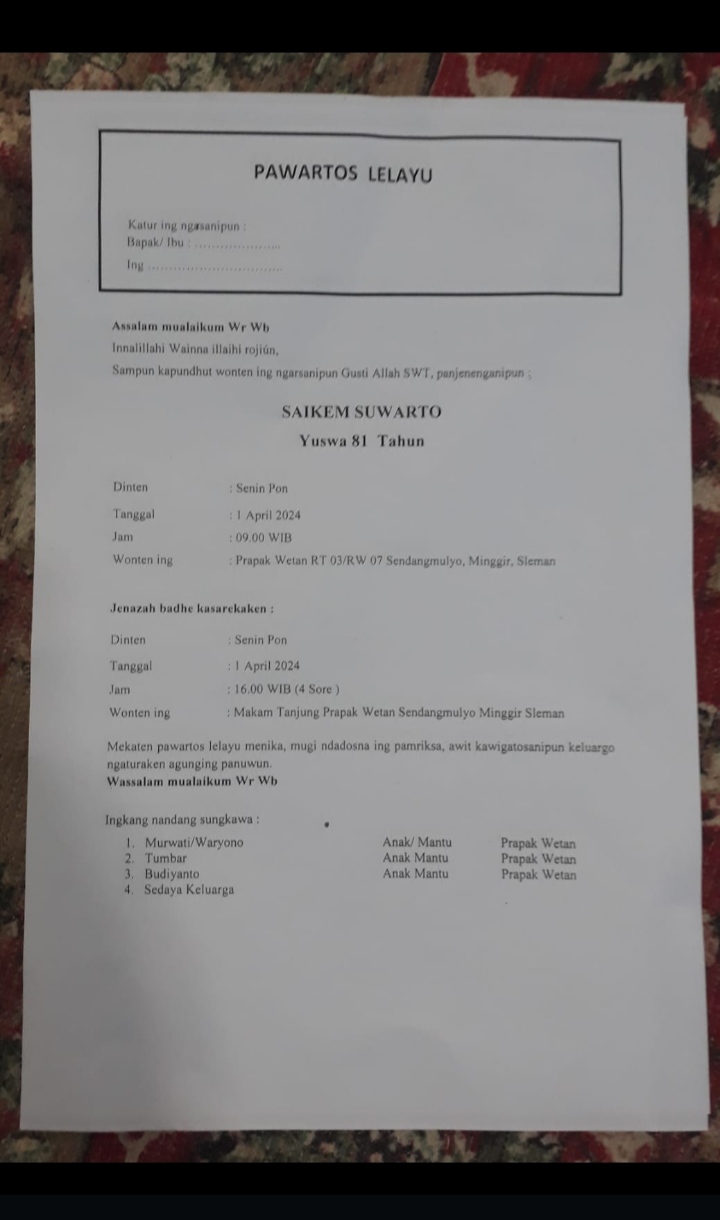 PAWARTOS LELAYU
Katur ing ngasanipun :
Bapak/ Ibu : .....................
Ing ................................
Assalam mualaikum Wr Wb
Innalillahi Wainna illaihi rojiún,
Sampun kapundhut wonten ing ngarsanipun Gusti Allah SWT, panjenenganipun :
SAIKEM SUWARTO
Yuswa 81 Tahun
Dinten : Senin Pon
Tanggal : 1 April 2024
Jam : 09.00 WIB
Wonten ing : Prapak Wetan RT 03/RW 07 Sendangmulyo, Minggir, Sleman
Jenazah badhe kasarekaken :
Dinten : Senin Pon
Tanggal : 1 April 2024
Jam : 16.00 WIB (4 Sore )
Wonten ing : Makam Tanjung Prapak Wetan Sendangmulyo Minggir Sleman
Mekaten pawartos lelayu menika, mugi ndadosna ing pamriksa, awit kawigatosanipun keluargo
ngaturaken agunging panuwun.
Wassalam mualaikum Wr Wb
Ingkang nandang sungkawa :
1. Murwati/Waryono Anak/ Mantu Prapak Wetan
2. Tumbar Anak Mantu Prapak Wetan
3. Budiyanto Anak Mantu Prapak Wetan
4. Sedaya Keluarga